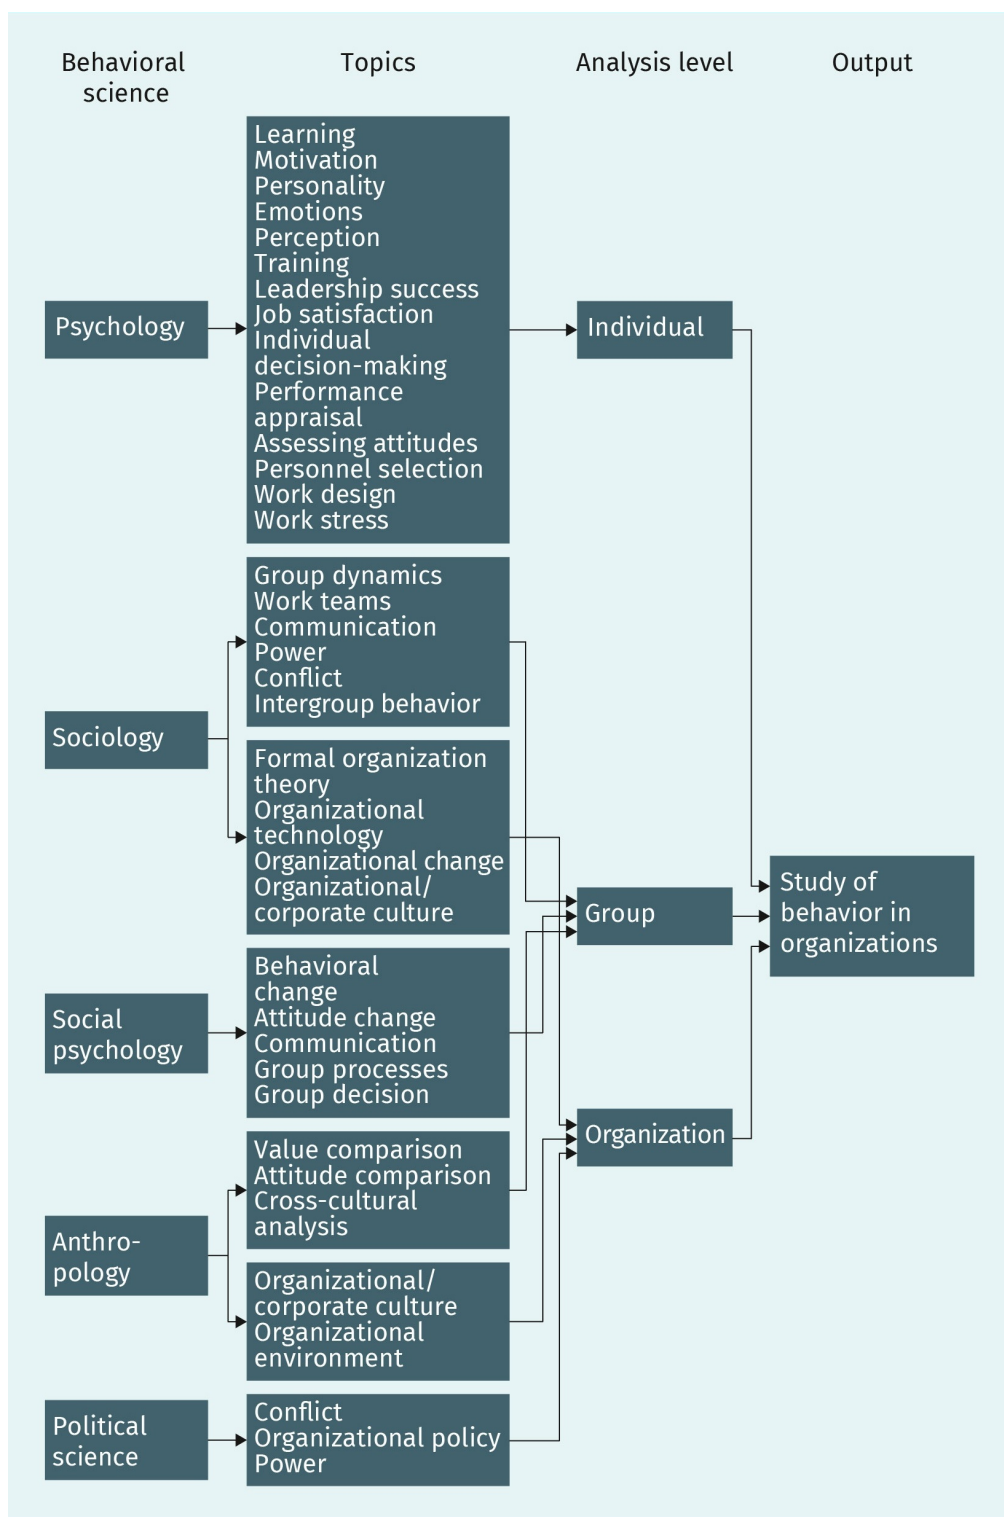 Behavioral
science
Topics
Analysis level
Output
Psychology
Learning
Motivation
Personality
Emotions
Perception
Training
Leadership success
Job satisfaction
Individual
decision-making
Performance
appraisal
Assessing attitudes
Personnel selection
Work design
Work stress
Individual
Sociology
Group dynamics
Work teams
Communication
Power
Conflict
Intergroup behavior
Formal organization
theory
Organizational
technology
Organizational change
Organizational/
corporate culture
Group
Study of
behavior in
organizations
Social
psychology
Behavioral
change
Attitude change
Communication
Group processes
Group decision
Organization
Anthro-
pology
Value comparison
Attitude comparison
Cross-cultural
analysis
Organizational/
corporate culture
Organizational
environment
Political
science
Conflict
Organizational policy
Power